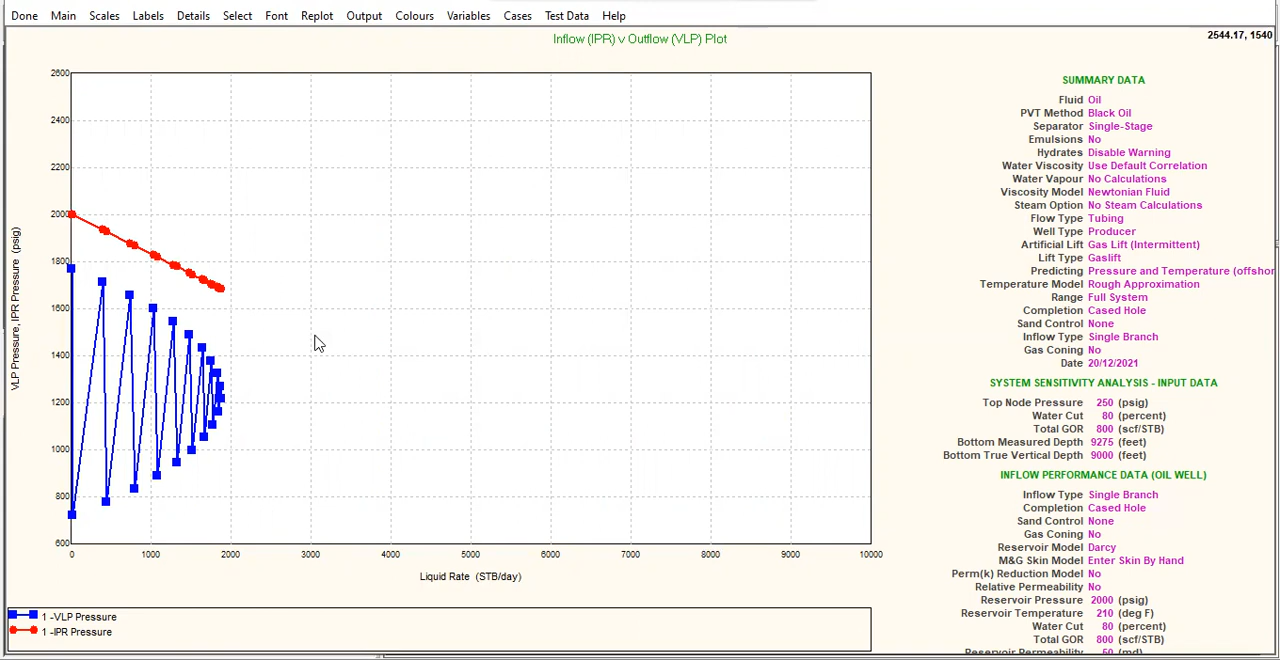 Done Main Scales Labels Details Select Font Replot Output Colours Variables Cases Test Data Help
Inflow (IPR) v Outflow (VLP) Plot
2544.17, 1540
2600
2400
2200
2000
1800
1600
1400
1200
1000
800
600
VLP Pressure, IPR Pressure (psig)
0 1000 2000 3000 4000 5000 6000 7000 8000 9000 10000
Liquid Rate (STB/day)
1 -VLP Pressure
1 -IPR Pressure
SUMMARY DATA
Fluid Oil
PVT Method Black Oil
Separator Single-Stage
Emulsions No
Hydrates Disable Warning
Water Viscosity Use Default Correlation
Water Vapour No Calculations
Viscosity Model Newtonian Fluid
Steam Option No Steam Calculations
Flow Type Tubing
Well Type Producer
Artificial Lift Gas Lift (Intermittent)
Lift Type Gaslift
Predicting Pressure and Temperature (offshor
Temperature Model Rough Approximation
Range Full System
Completion Cased Hole
Sand Control None
Inflow Type Single Branch
Gas Coning No
Date 20/12/2021
SYSTEM SENSITIVITY ANALYSIS - INPUT DATA
Top Node Pressure 250 (psig)
Water Cut 80 (percent)
Total GOR 800 (scf/STB)
Bottom Measured Depth 9275 (feet)
Bottom True Vertical Depth 9000 (feet)
INFLOW PERFORMANCE DATA (OIL WELL)
Inflow Type Single Branch
Completion Cased Hole
Sand Control None
Gas Coning No
Reservoir Model Darcy
M&G Skin Model Enter Skin By Hand
Perm(k) Reduction Model No
Relative Permeability No
Reservoir Pressure 2000 (psig)
Reservoir Temperature 210 (deg F)
Water Cut 80 (percent)
Total GOR 800 (scf/STB)
Reservoir Permeability 50 (md)